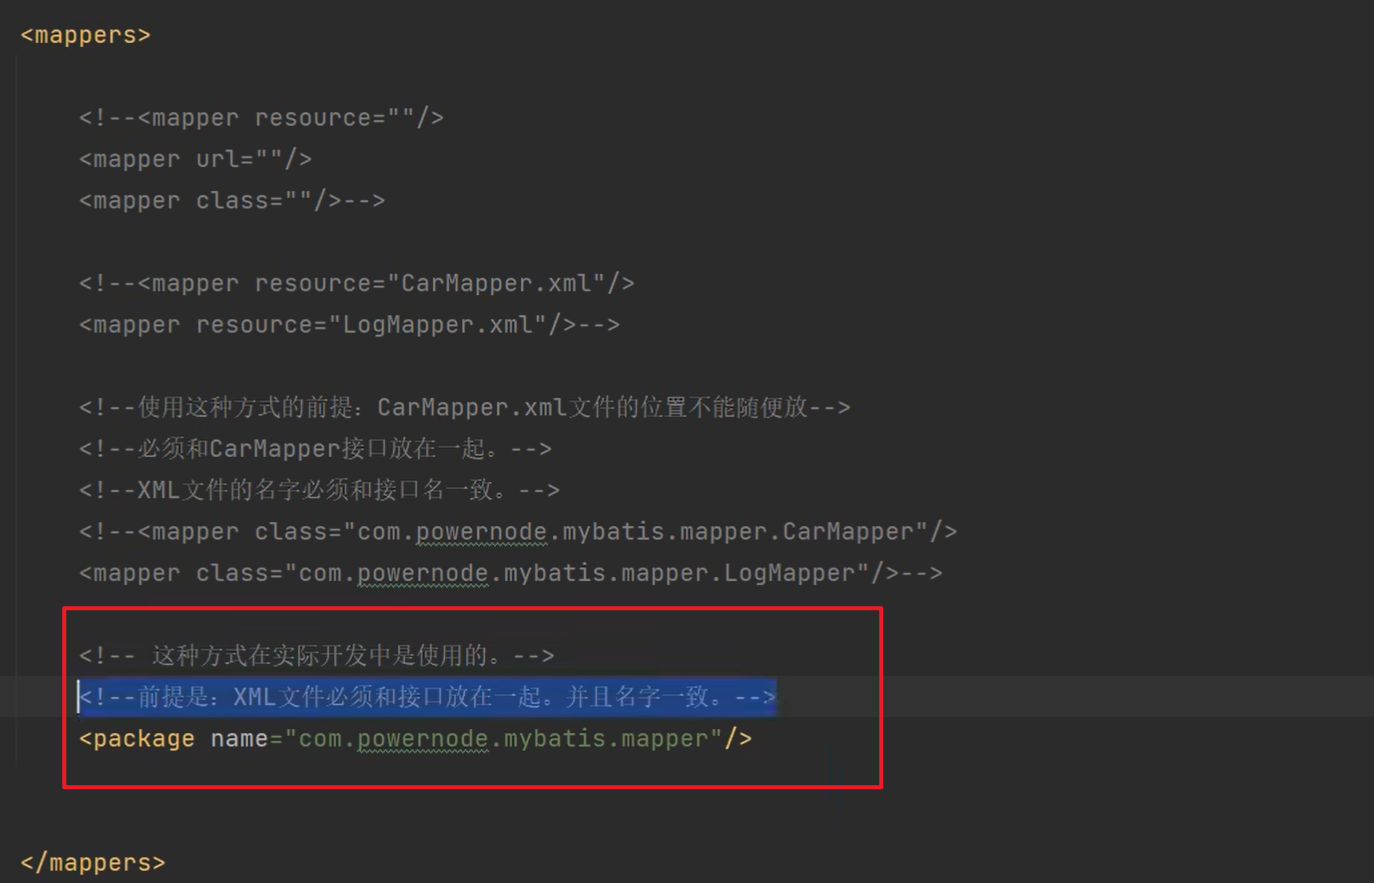 <mappers>
<!--<mapper resource=""/>
<mapper url=""/>
<mapper class=""/>-->
<!--<mapper resource="CarMapper.xml"/>
<mapper resource="LogMapper.xml"/>-->
<!--使用这种方式的前提：CarMapper.xml文件的位置不能随便放-->
<!--必须和CarMapper接口放在一起。-->
<!--XML文件的名字必须和接口名一致。-->
<!--<mapper class="com.powernode.mybatis.mapper.CarMapper"/>
<mapper class="com.powernode.mybatis.mapper.LogMapper"/>-->
<!-- 这种方式在实际开发中是使用的。-->
<!--前提是：XML文件必须和接口放在一起。并且名字一致。-->
<package name="com.powernode.mybatis.mapper"/>
</mappers>